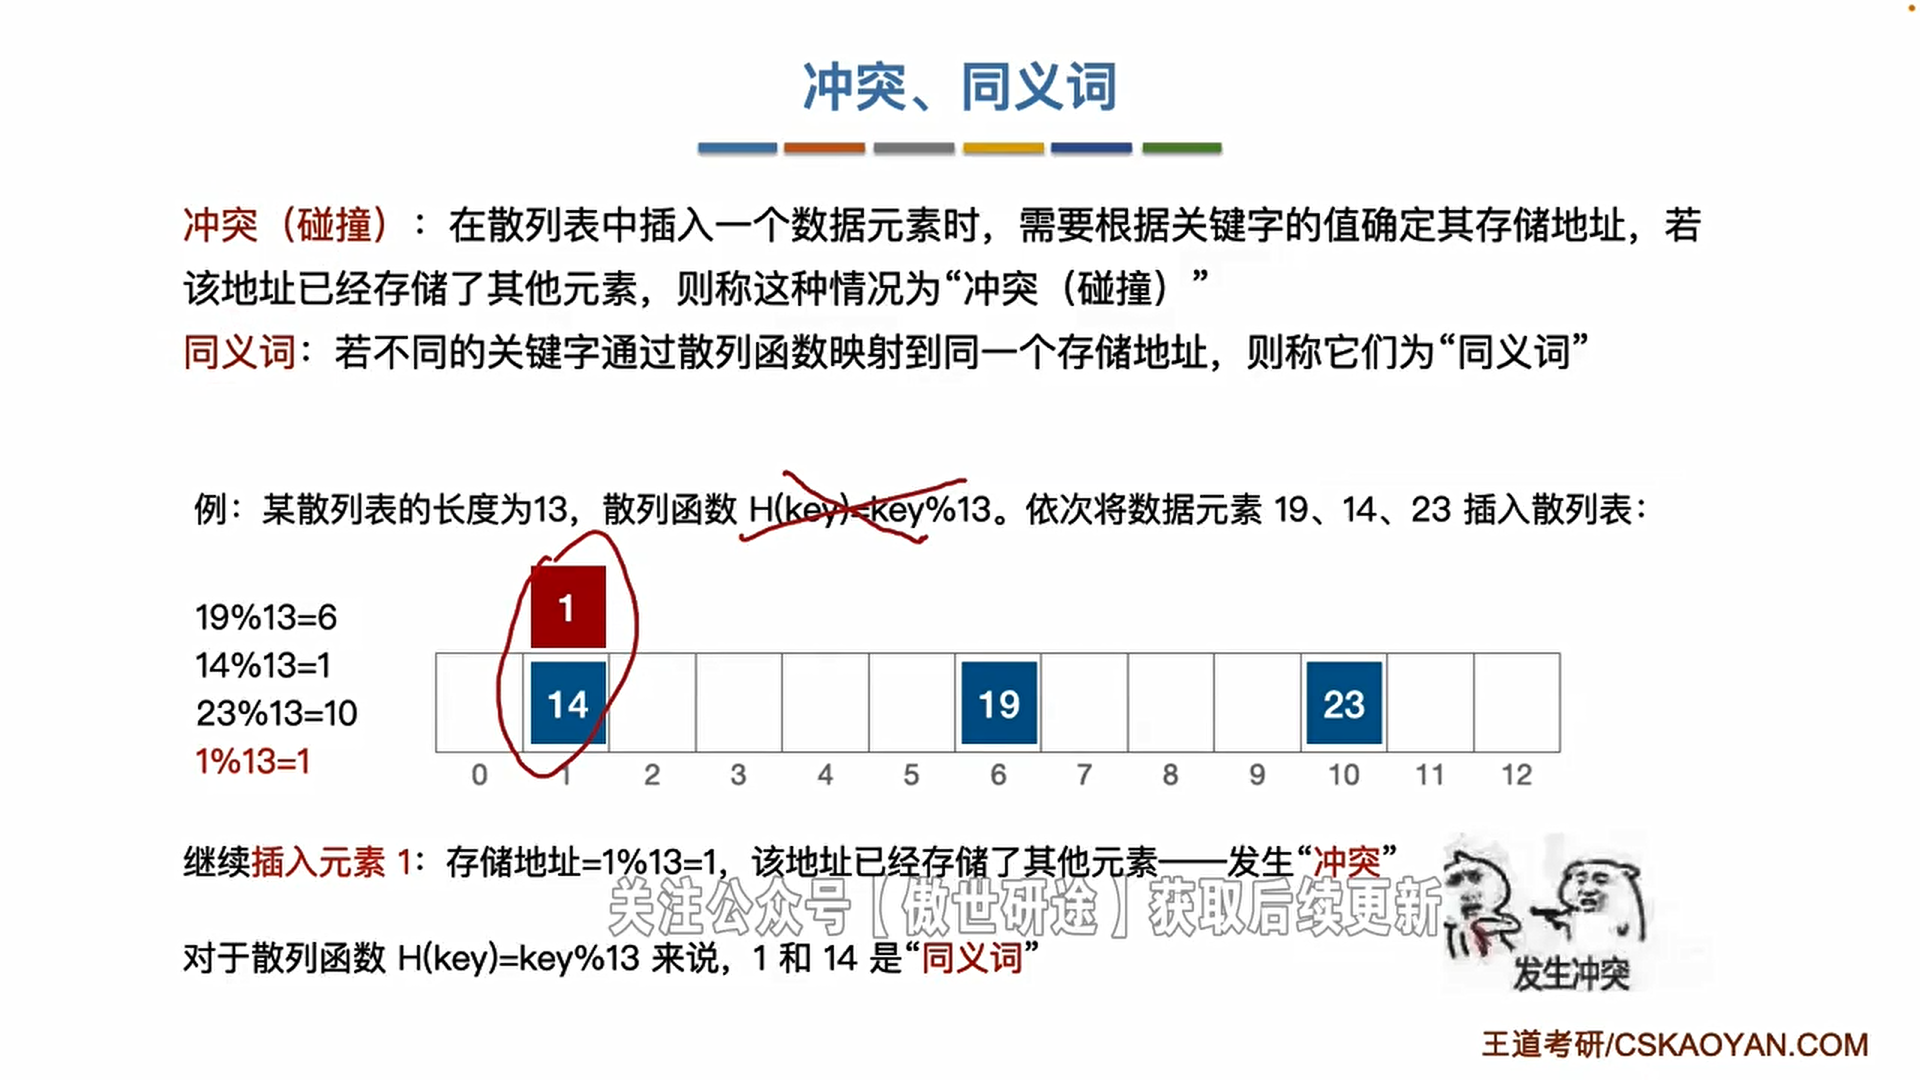 冲突、同义词
冲突（碰撞）：在散列表中插入一个数据元素时，需要根据关键字的值确定其存储地址，若
该地址已经存储了其他元素，则称这种情况为“冲突（碰撞）”
同义词：若不同的关键字通过散列函数映射到同一个存储地址，则称它们为“同义词”
例：某散列表的长度为13，散列函数 H(key)=key%13。依次将数据元素 19、14、23 插入散列表：
19%13=6
14%13=1
23%13=10
1%13=1
1
14 19 23
0 1 2 3 4 5 6 7 8 9 10 11 12
继续插入元素 1：存储地址=1%13=1，该地址已经存储了其他元素——发生“冲突”
关注公众号【傲世研途】获取后续更新
对于散列函数 H(key)=key%13 来说，1 和 14 是“同义词”
发生冲突
王道考研/CSKAOYAN.COM